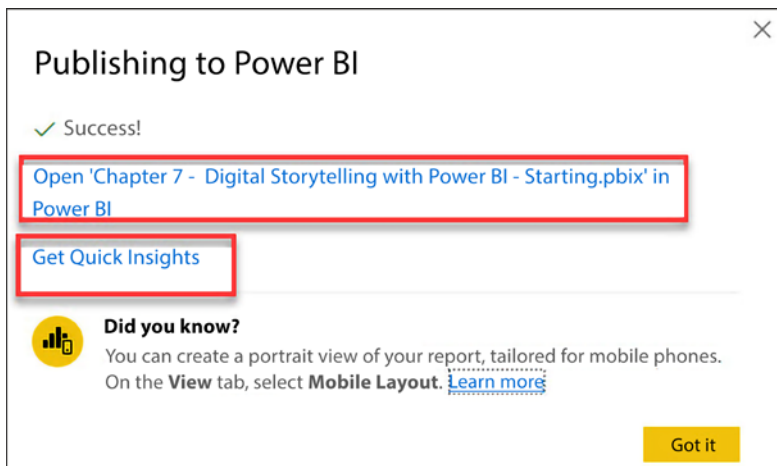 Publishing to Power BI
Success!
Open 'Chapter 7 -  Digital Storytelling with Power BI - Starting.pbix' in
Power BI
Get Quick Insights
Did you know?
You can create a portrait view of your report, tailored for mobile phones.
On the View tab, select Mobile Layout. Learn more
Got it